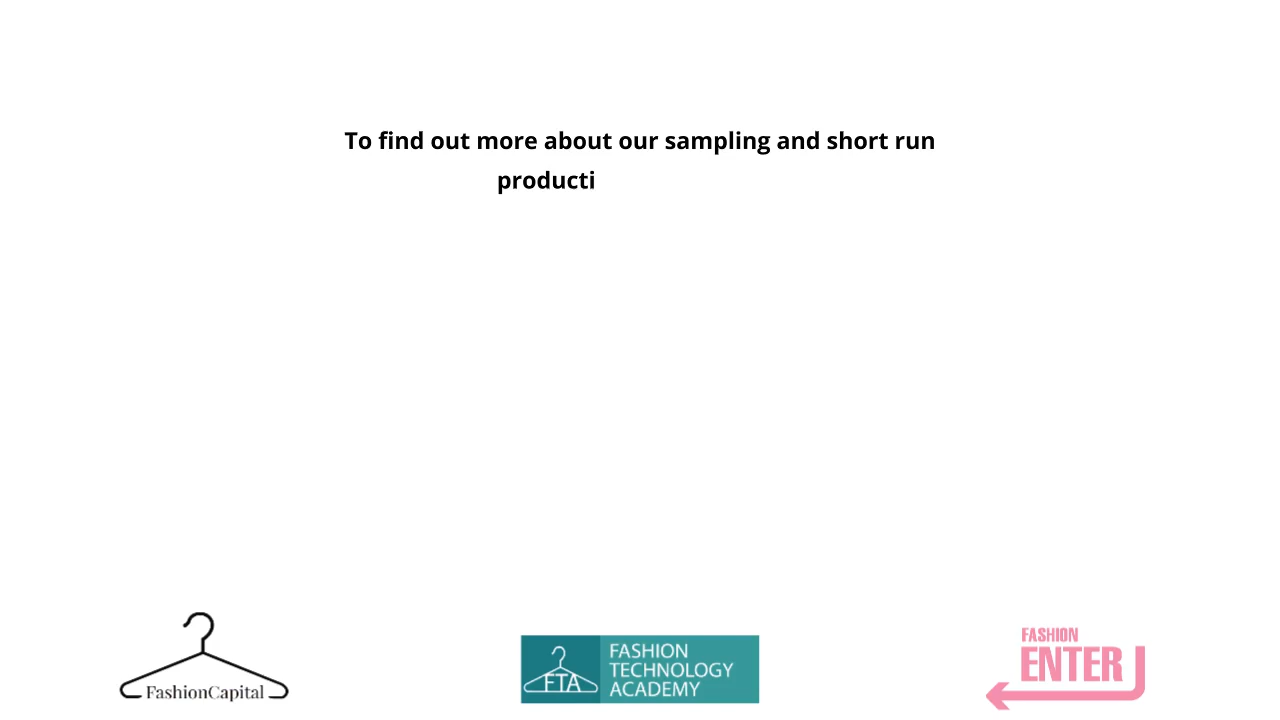 To find out more about our sampling and short run
producti
FashionCapital
FTA
FASHION
TECHNOLOGY
ACADEMY
FASHION
ENTER